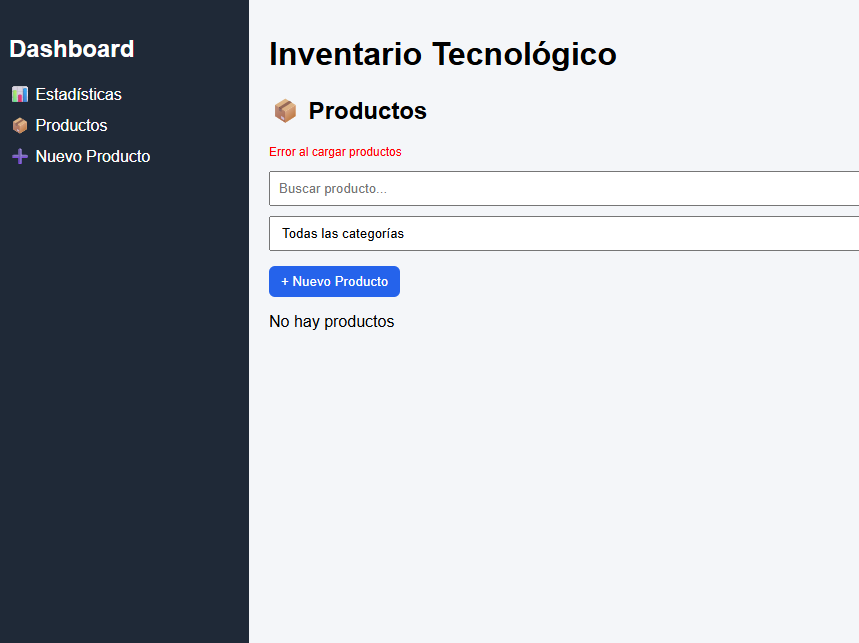 Dashboard
Estadísticas
Productos
Nuevo Producto
Inventario Tecnológico
Productos
Error al cargar productos
Buscar producto...
Todas las categorías
+ Nuevo Producto
No hay productos